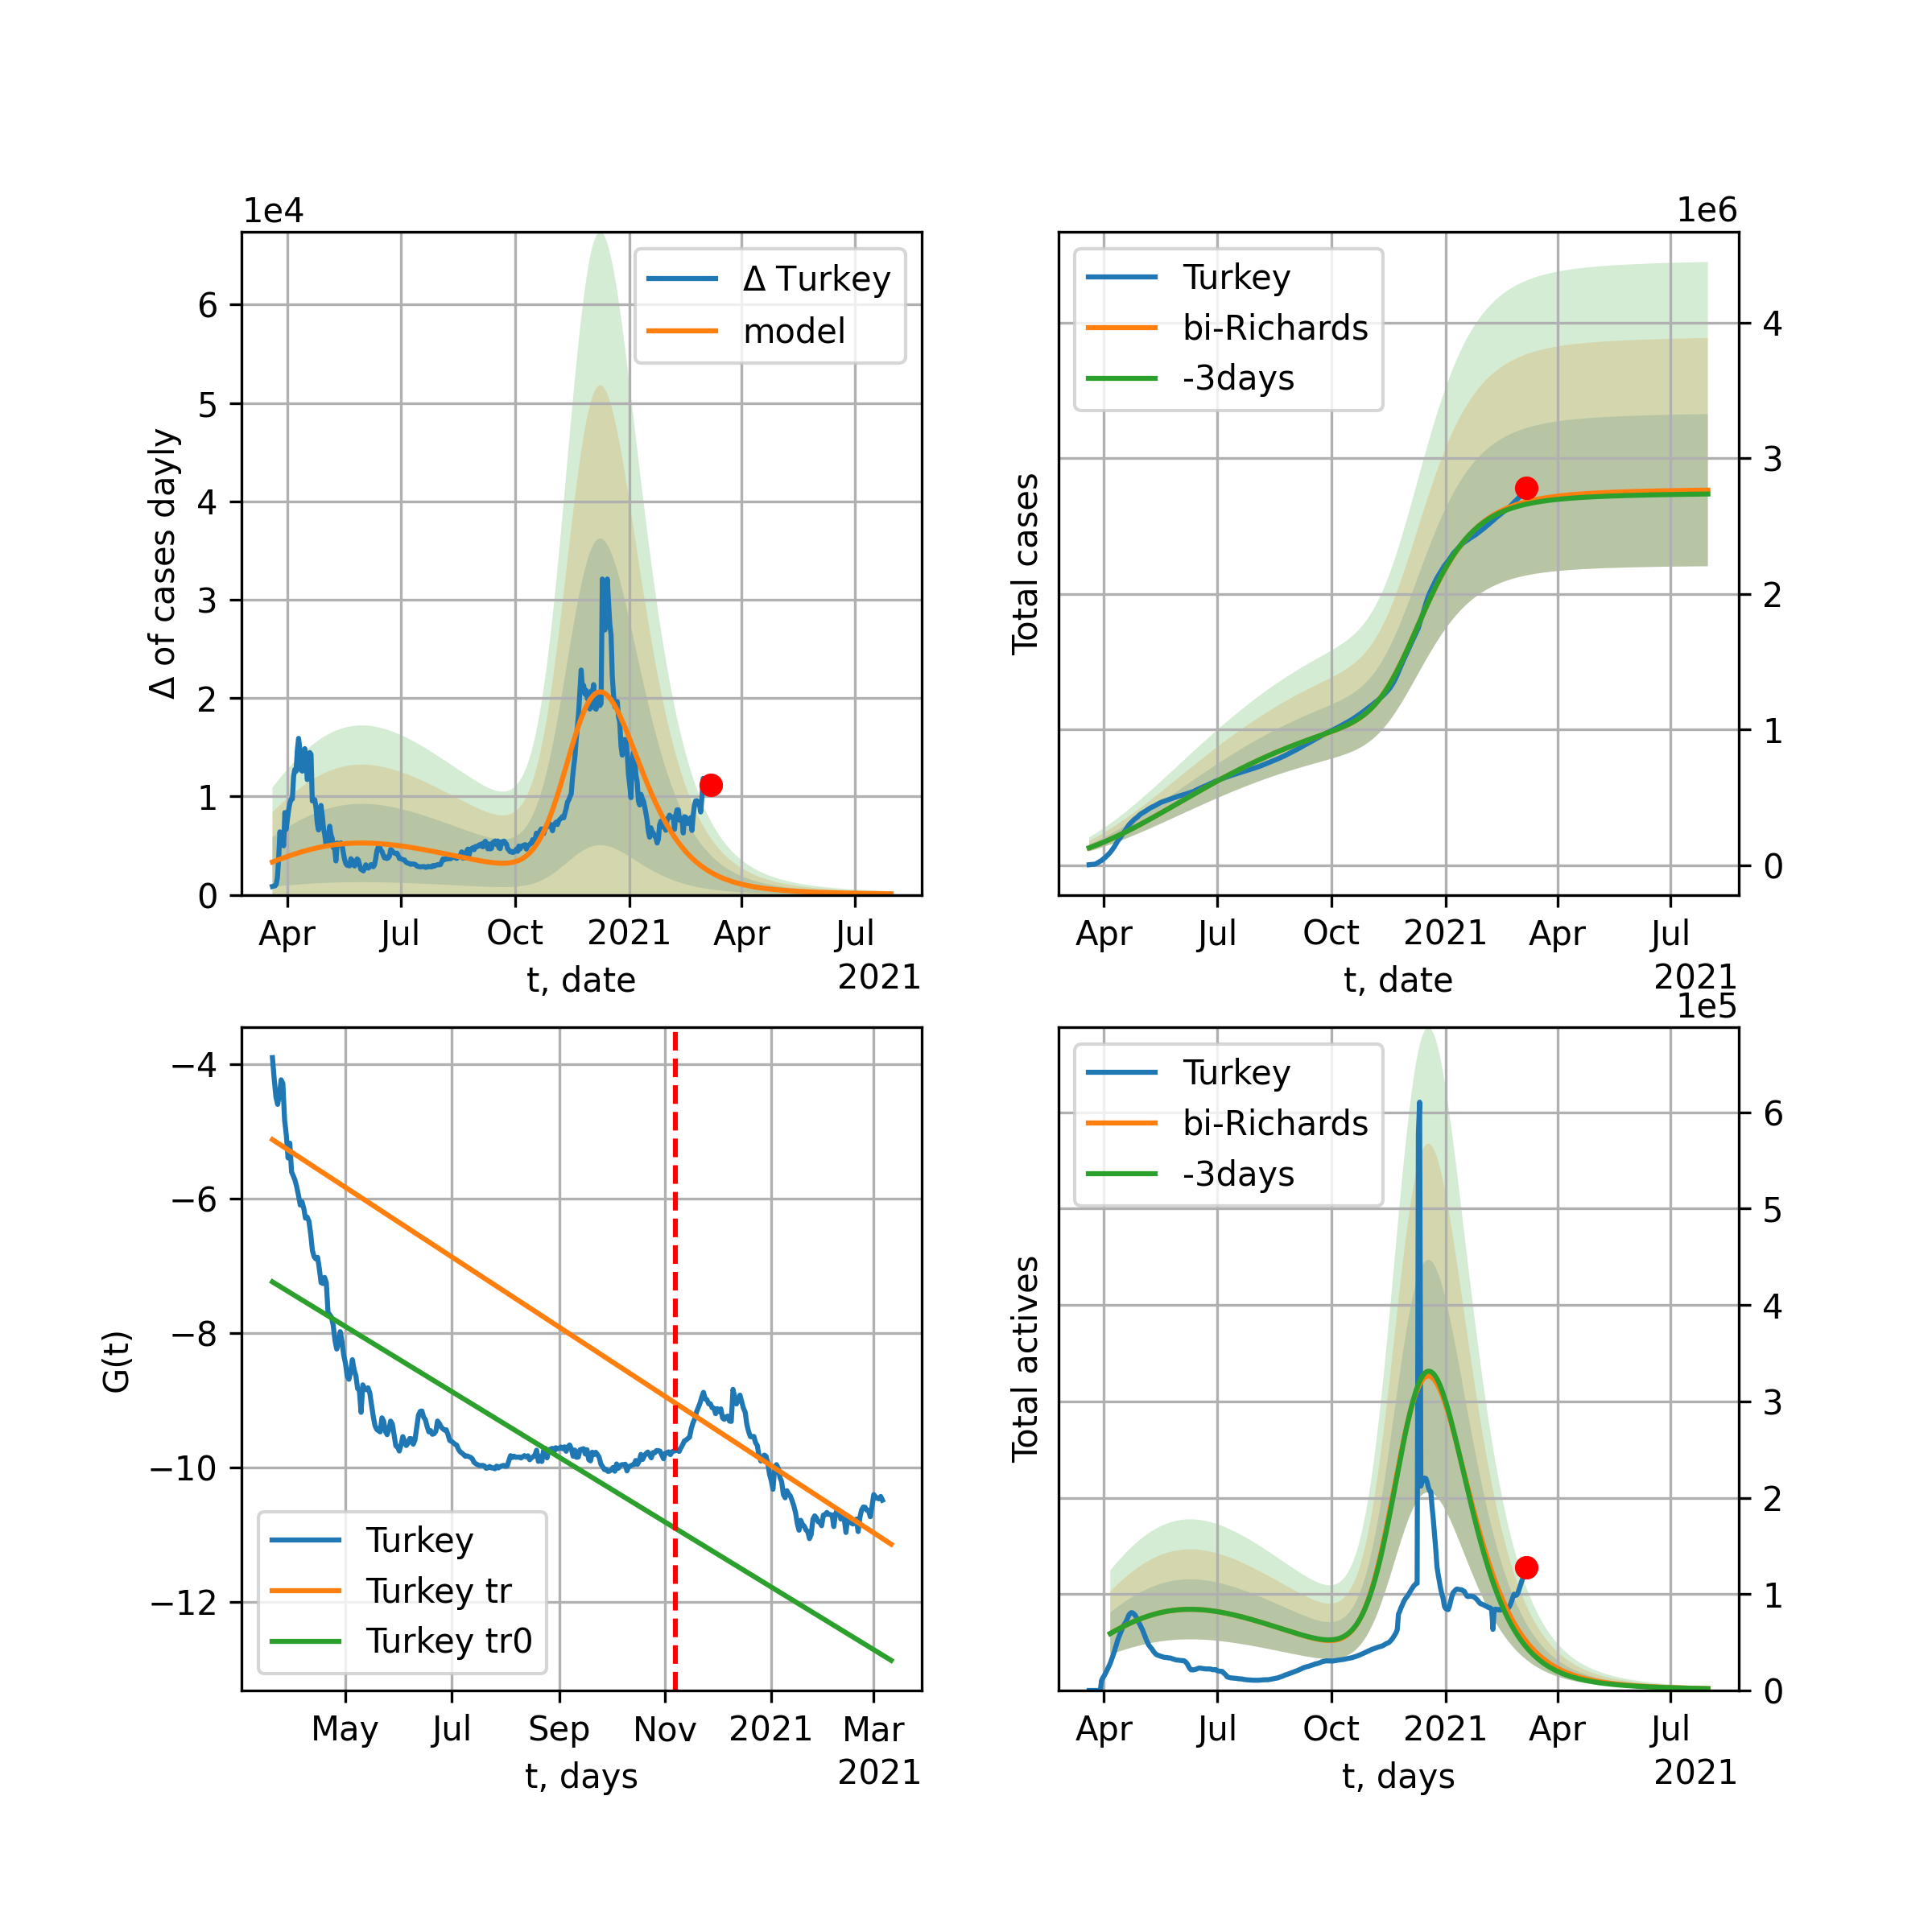 1e4
Δ Turkey
model
6
5
4
3
2
1
0
Δ of cases dayly
Apr Jul Oct 2021 Apr Jul
t, date
2021
1e6
Turkey
bi-Richards
-3days
4
3
2
1
0
Total cases
Apr Jul Oct 2021 Apr Jul
t, date
2021
−4
−6
−8
−10
−12
G(t)
Turkey
Turkey tr
Turkey tr0
May Jul Sep Nov 2021 Mar
t, days
2021
1e5
Turkey
bi-Richards
-3days
6
5
4
3
2
1
0
Total actives
Apr Jul Oct 2021 Apr Jul
t, days
2021